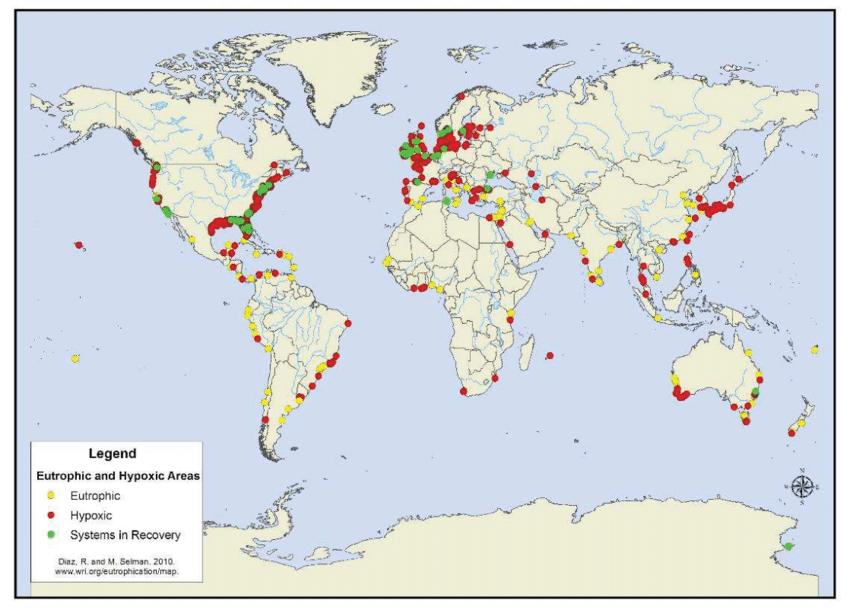 Legend
Eutrophic and Hypoxic Areas
Eutrophic
Hypoxic
Systems in Recovery
Diaz, R. and M. Selman. 2010.
www.wri.org/eutrophication/map.
N
S